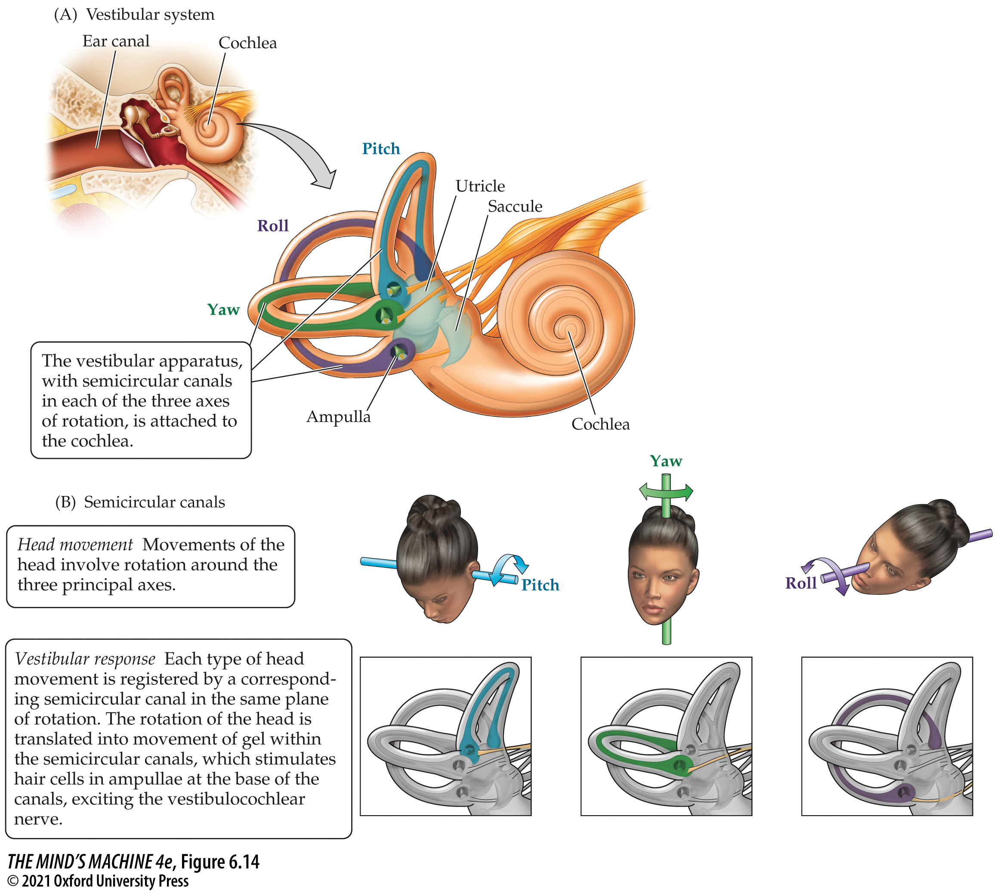 (A) Vestibular system
Ear canal
Cochlea
Pitch
Utricle
Saccule
Roll
Yaw
The vestibular apparatus,
with semicircular canals
in each of the three axes
of rotation, is attached to
the cochlea.
Ampulla
Cochlea
(B) Semicircular canals
Yaw
Head movement Movements of the
head involve rotation around the
three principal axes.
Pitch
Roll
Vestibular response Each type of head
movement is registered by a correspond-
ing semicircular canal in the same plane
of rotation. The rotation of the head is
translated into movement of gel within
the semicircular canals, which stimulates
hair cells in ampullae at the base of the
canals, exciting the vestibulocochlear
nerve.
THE MIND'S MACHINE 4e, Figure 6.14
© 2021 Oxford University Press